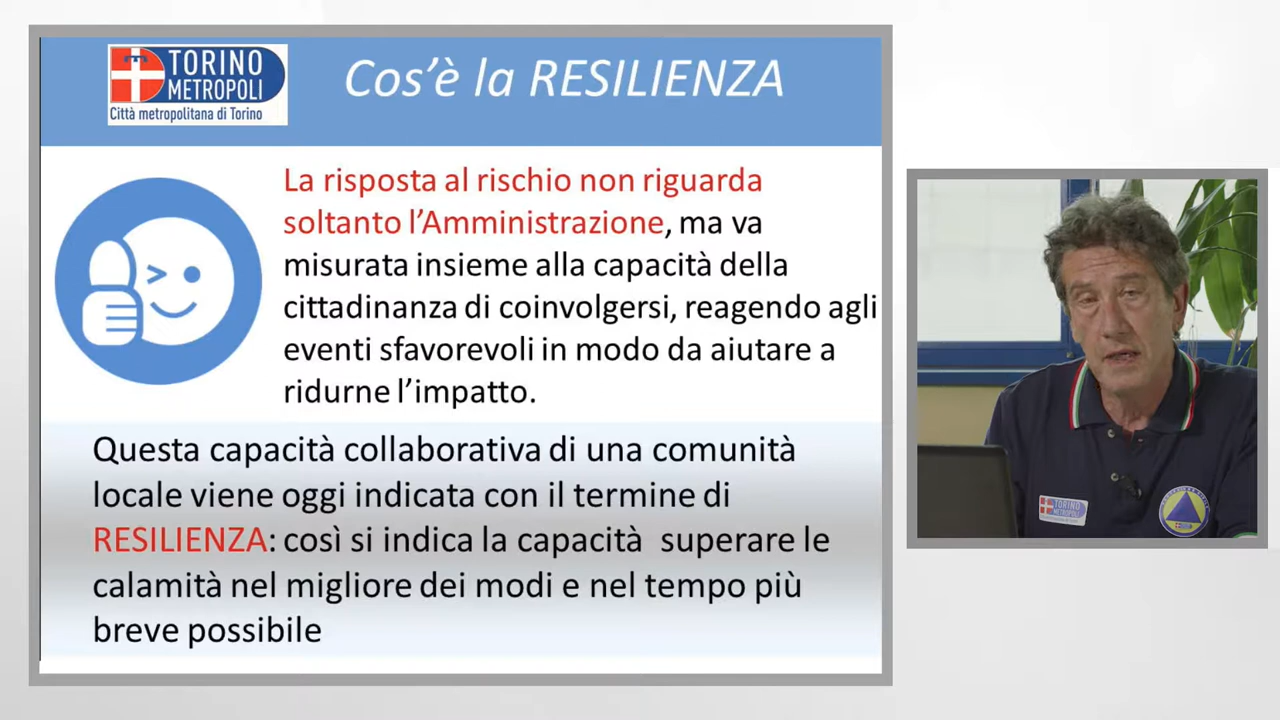 TORINO
METROPOLI
Città metropolitana di Torino
Cos'è la RESILIENZA
La risposta al rischio non riguarda
soltanto l'Amministrazione, ma va
misurata insieme alla capacità della
cittadinanza di coinvolgersi, reagendo agli
eventi sfavorevoli in modo da aiutare a
ridurne l'impatto.
Questa capacità collaborativa di una comunità
locale viene oggi indicata con il termine di
RESILIENZA: così si indica la capacità  superare le
calamità nel migliore dei modi e nel tempo più
breve possibile
TORINO
METROPOLI